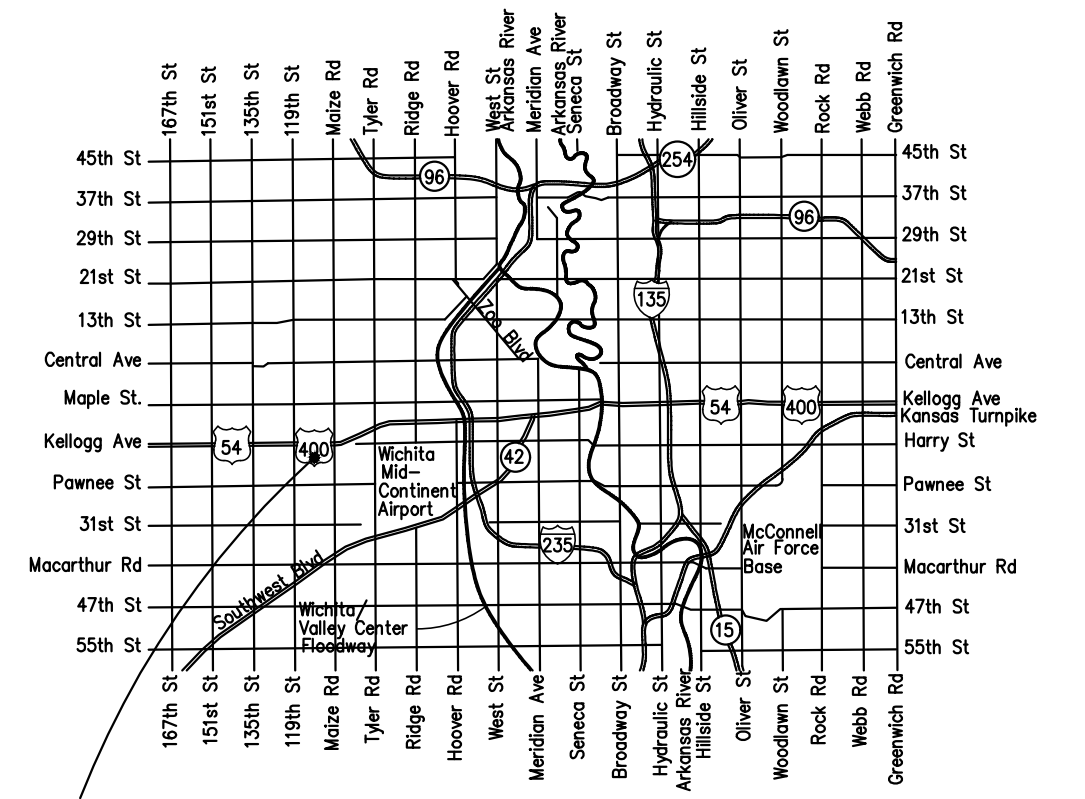 167th St
151st St
135th St
119th St
Maize Rd
Tyler Rd
Ridge Rd
Hoover Rd
West St
Arkansas River
Meridian Ave
Arkansas River
Seneca St
Broadway St
Hydraulic St
Hillside St
Oliver St
Woodlawn St
Rock Rd
Webb Rd
Greenwich Rd
45th St
254
45th St
96
37th St
37th St
96
29th St
29th St
21st St
21st St
135
13th St
13th St
Zoo Blvd
Central Ave
Central Ave
Maple St.
54
400
Kellogg Ave
Kansas Turnpike
Kellogg Ave
54
400
Harry St
42
Wichita
Mid–
Continent
Airport
Pawnee St
Pawnee St
31st St
31st St
235
McConnell
Air Force
Base
Macarthur Rd
Macarthur Rd
Southwest Blvd
47th St
47th St
Wichita/
Valley Center
Floodway
15
55th St
55th St
167th St
151st St
135th St
119th St
Maize Rd
Tyler Rd
Ridge Rd
Hoover Rd
West St
Meridian Ave
Seneca St
Broadway St
Hydraulic St
Arkansas River
Hillside St
Oliver St
Woodlawn St
Rock Rd
Webb Rd
Greenwich Rd